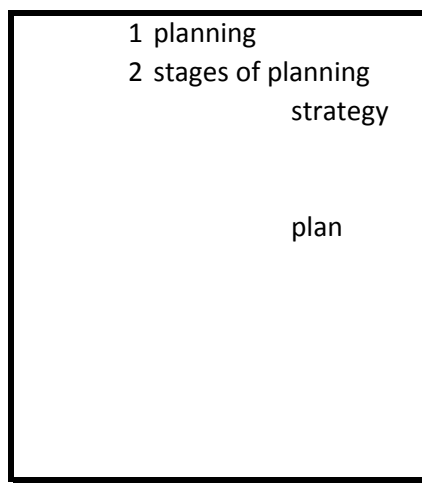 1 planning
2 stages of planning
strategy
plan